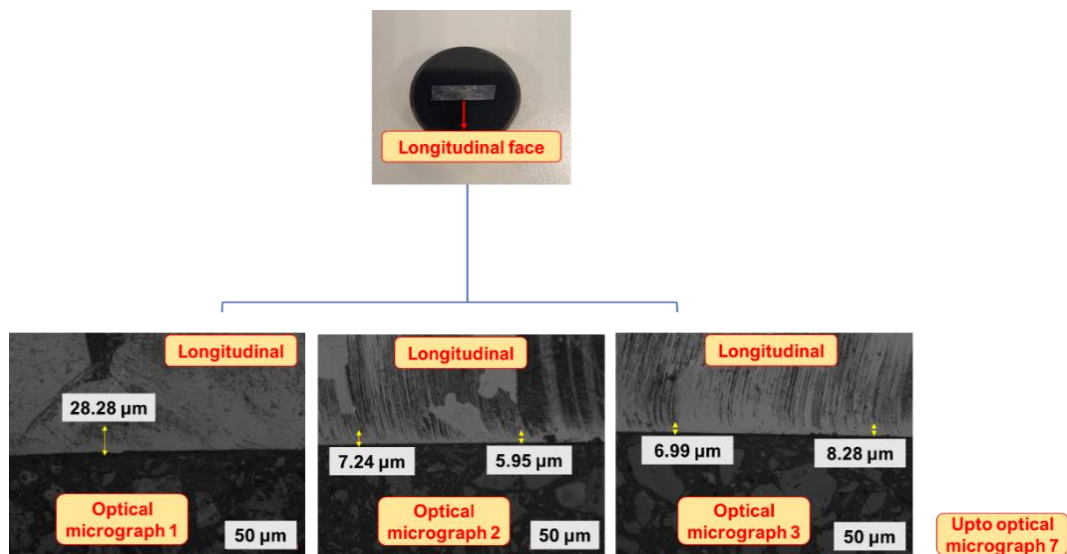 Longitudinal face
Longitudinal
28.28 µm
Optical
micrograph 1
50 µm
Longitudinal
7.24 µm
5.95 µm
Optical
micrograph 2
50 µm
Longitudinal
6.99 µm
8.28 µm
Optical
micrograph 3
50 µm
Upto optical
micrograph 7